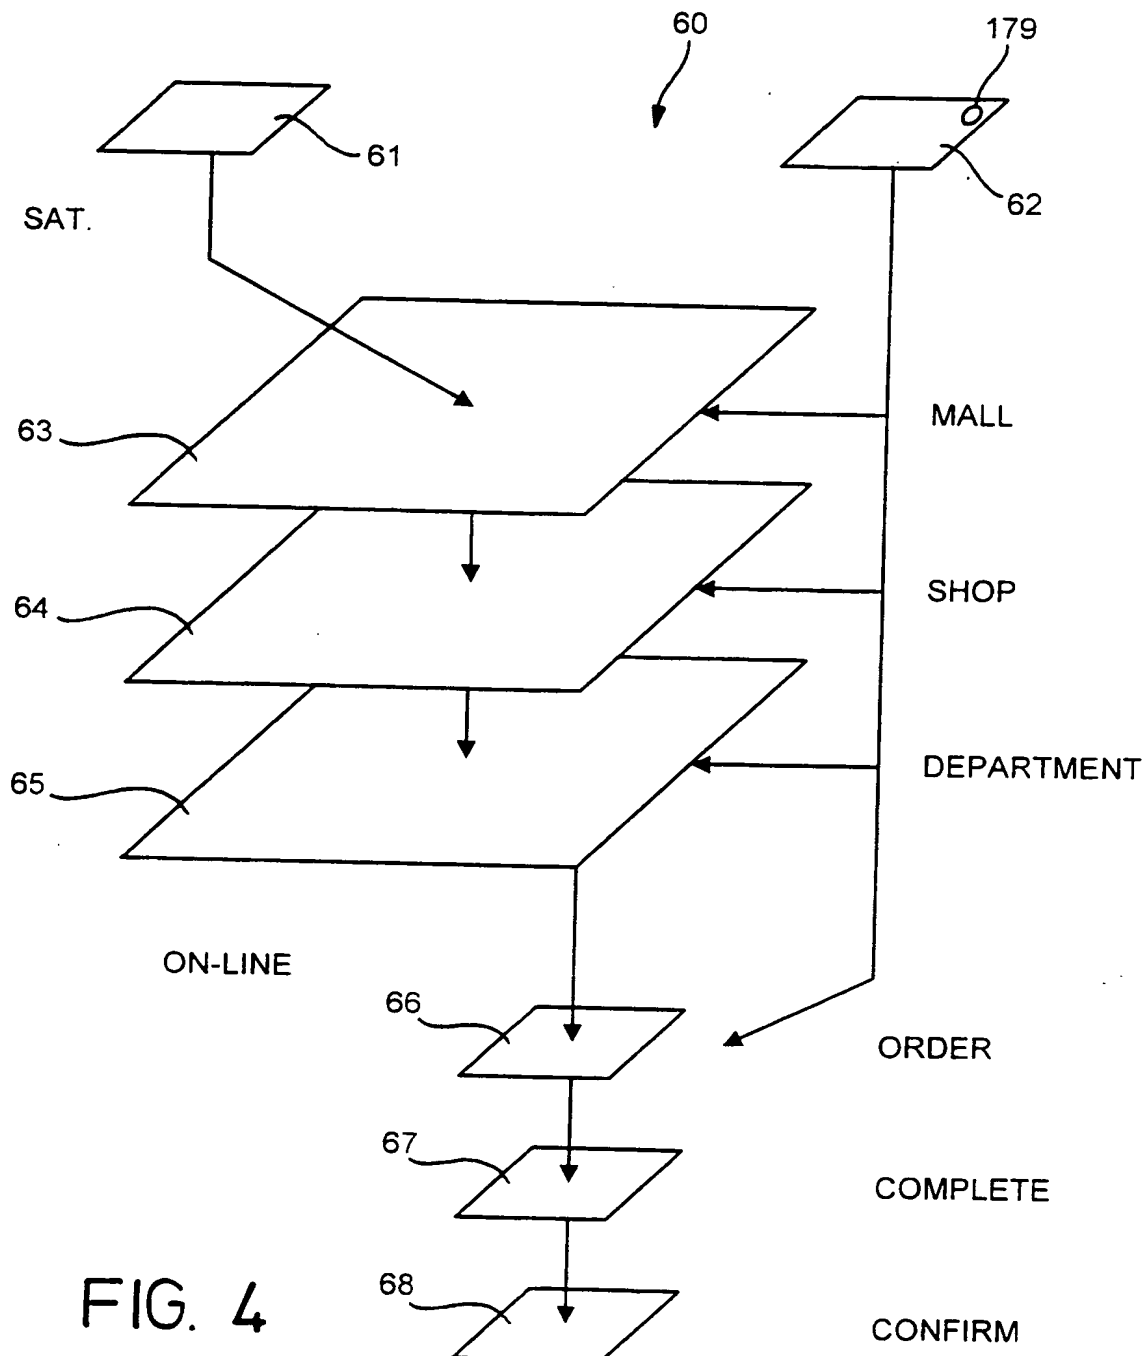 60
179
61
62
SAT.
63
MALL
64
SHOP
65
DEPARTMENT
ON-LINE
66
ORDER
67
COMPLETE
68
CONFIRM
FIG. 4